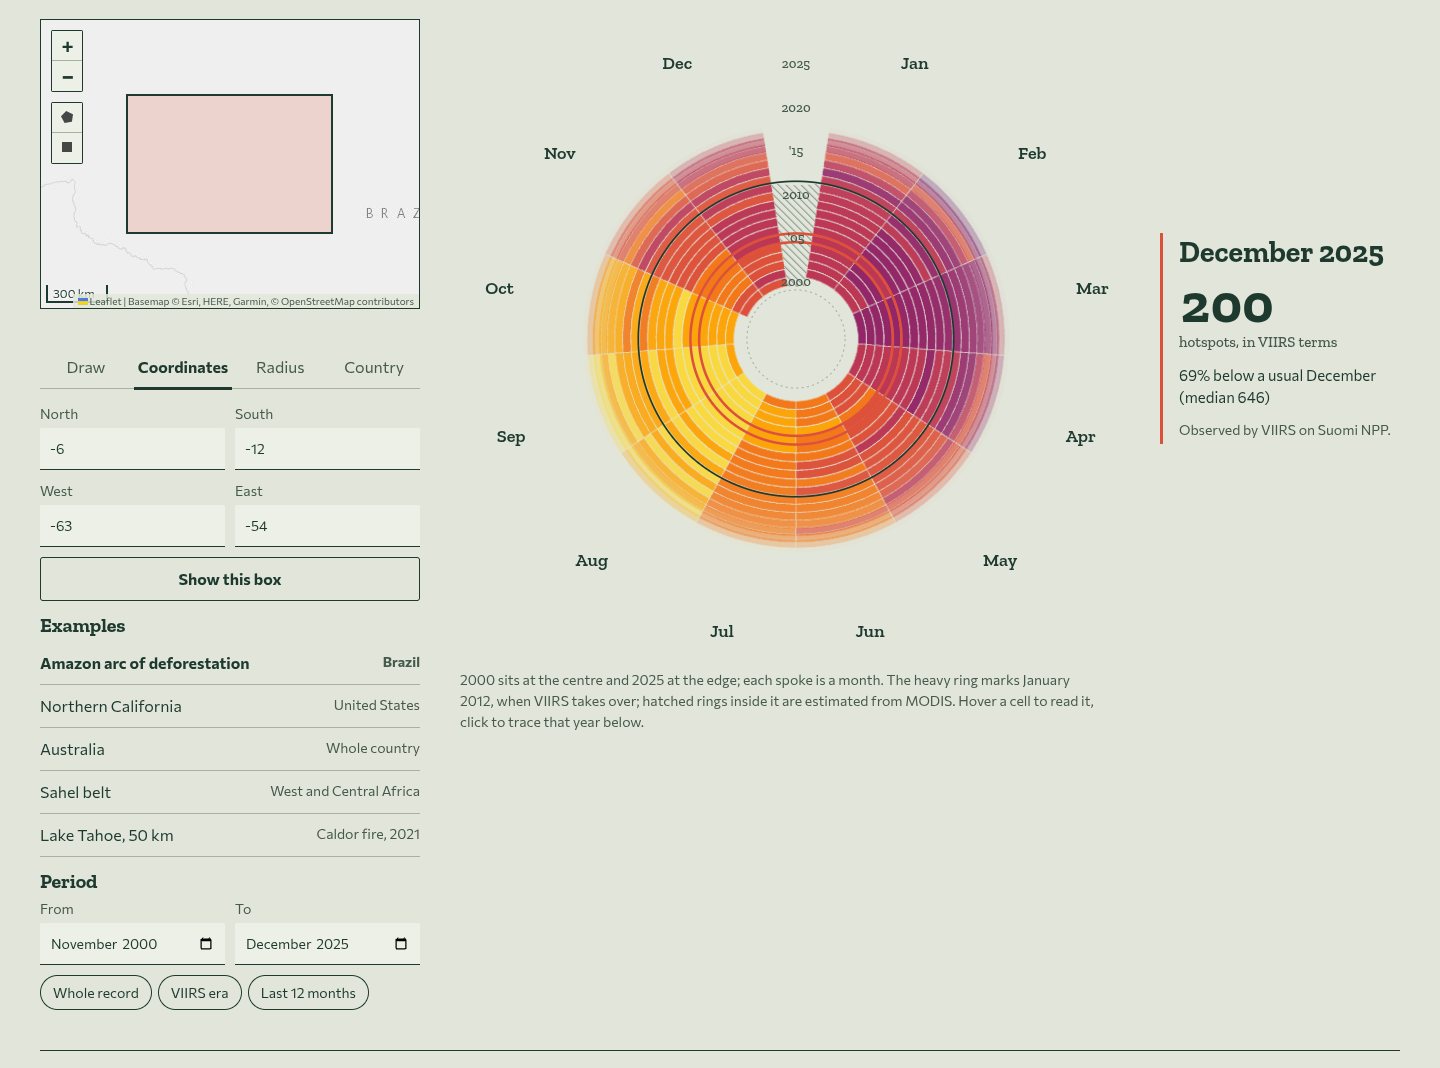 +
−
BRAZ
300 km
Leaflet | Basemap © Esri, HERE, Garmin, © OpenStreetMap contributors
Draw
Coordinates
Radius
Country
North
South
-6
-12
West
East
-63
-54
Show this box
Examples
Amazon arc of deforestation
Brazil
Northern California
United States
Australia
Whole country
Sahel belt
West and Central Africa
Lake Tahoe, 50 km
Caldor fire, 2021
Period
From
To
November 2000
December 2025
Whole record
VIIRS era
Last 12 months
Dec
2025
Jan
2020
Nov
'15
Feb
2010
'05
Oct
2000
Mar
Sep
Apr
Aug
May
Jul
Jun
2000 sits at the centre and 2025 at the edge; each spoke is a month. The heavy ring marks January
2012, when VIIRS takes over; hatched rings inside it are estimated from MODIS. Hover a cell to read it,
click to trace that year below.
December 2025
200
hotspots, in VIIRS terms
69% below a usual December
(median 646)
Observed by VIIRS on Suomi NPP.